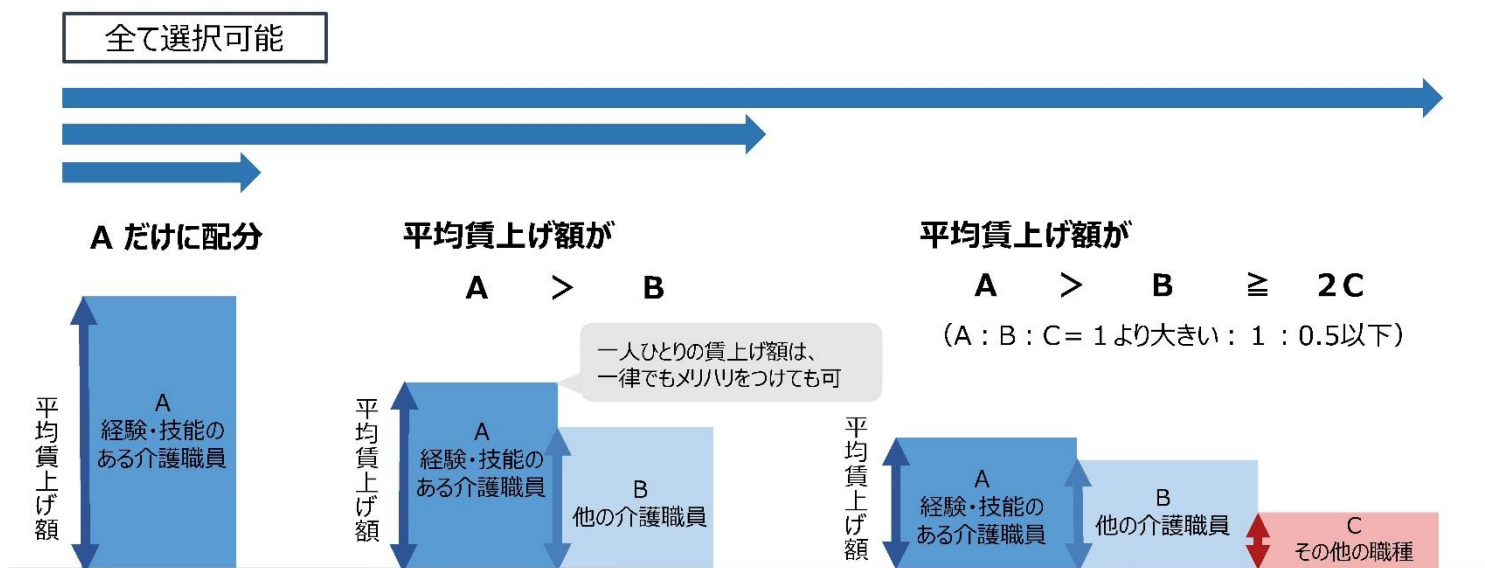 全て選択可能
A だけに配分
平均賃上げ額
A
経験・技能の
ある介護職員
平均賃上げ額が
A > B
一人ひとりの賃上げ額は、
一律でもメリハリをつけても可
平均賃上げ額
A
経験・技能の
ある介護職員
B
他の介護職員
平均賃上げ額が
A > B ≧ 2C
（A：B：C＝１より大きい：１：0.5以下）
平均賃上げ額
A
経験・技能の
ある介護職員
B
他の介護職員
C
その他の職種